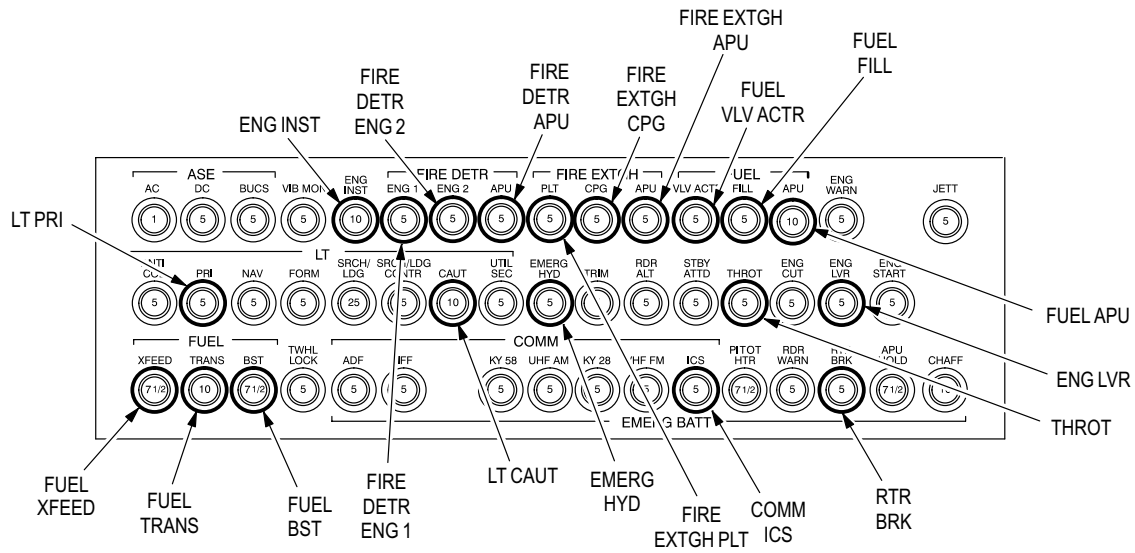 FIRE EXTGH
APU
FUEL
FILL
FIRE
DETR
ENG 2
FIRE
DETR
APU
FIRE
EXTGH
CPG
FUEL
VLV ACTR
ENG INST
ASE
FIRE DETR
FIRE EXTGH
FUEL
AC
DC
BUCS
VIB MON
ENG
INST
ENG 1
ENG 2
APU
PLT
CPG
APU
VLV ACTR
FILL
APU
ENG
WARN
JETT
1 5 5 5 10 5 5 5 5 5 5 5 5 10 5 5
LT PRI
LT
PRI
NAV
FORM
SRCH/
LDG
SRCH/LDG
CONTR
CAUT
UTIL
SEC
EMERG
HYD
TRIM
RDR
ALT
STBY
ATTD
THROT
ENG
CUT
ENG
LVR
ENG
START
5 5 5 5 25 5 10 5 5 5 5 5 5 5 5 5
FUEL APU
FUEL
COMM
XFEED
TRANS
BST
TWHL
LOCK
ADF
KY 58
UHF AM
KY 28
ICS
PITOT
HTR
RDR
WARN
BRK
APU
CHAFF
7 1/2 10 7 1/2 5 5 5 5 5 5 5 5 7 1/2 5 5 7 1/2
EMERG BATT
ENG LVR
THROT
FUEL
XFEED
FUEL
TRANS
FUEL
BST
FIRE
DETR
ENG 1
LT CAUT
EMERG
HYD
FIRE
EXTGH PLT
COMM
ICS
RTR
BRK